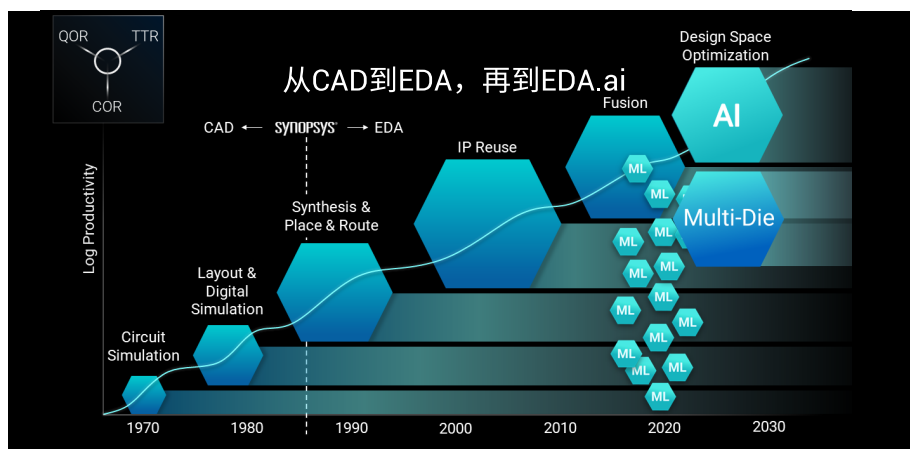 QOR
TTR
COR
从CAD到EDA，再到EDA.ai
Design Space
Optimization
AI
Fusion
CAD
SYNOPSYS®
EDA
IP Reuse
Multi-Die
Synthesis &
Place & Route
Layout &
Digital
Simulation
Circuit
Simulation
Log Productivity
ML
ML
ML
ML
ML
ML
ML
ML
ML
ML
ML
ML
ML
ML
1970
1980
1990
2000
2010
2020
2030